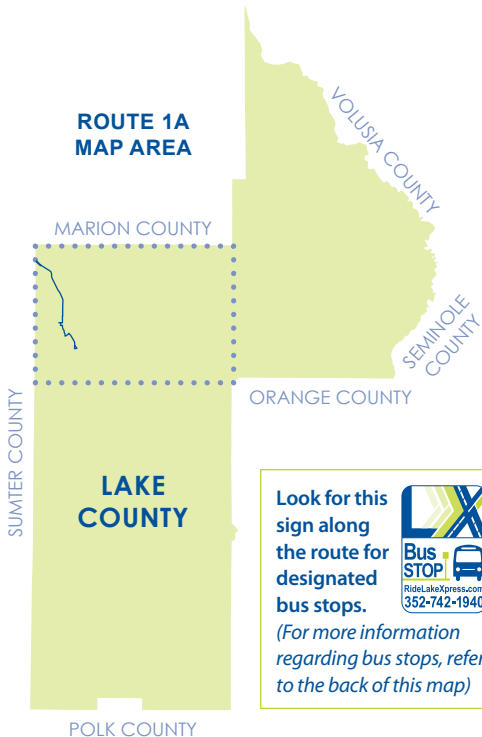 ROUTE 1A
MAP AREA
VOLUSIA COUNTY
MARION COUNTY
SEMINOLE
COUNTY
ORANGE COUNTY
SUMTER COUNTY
LAKE
COUNTY
Look for this
sign along
the route for
designated
bus stops.
(For more information
regarding bus stops, refer
to the back of this map)
LX
Bus
STOP
RideLakeXpress.com
352-742-1940
POLK COUNTY